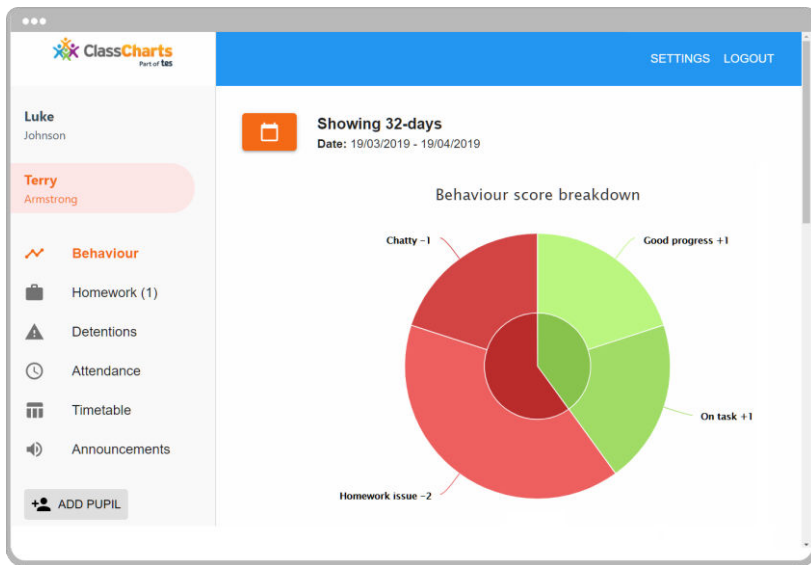 ClassCharts
Part of tes
SETTINGS LOGOUT
Luke
Johnson
Terry
Armstrong
Behaviour
Homework (1)
Detentions
Attendance
Timetable
Announcements
ADD PUPIL
Showing 32-days
Date: 19/03/2019 - 19/04/2019
Behaviour score breakdown
Chatty -1
Good progress +1
On task +1
Homework issue -2